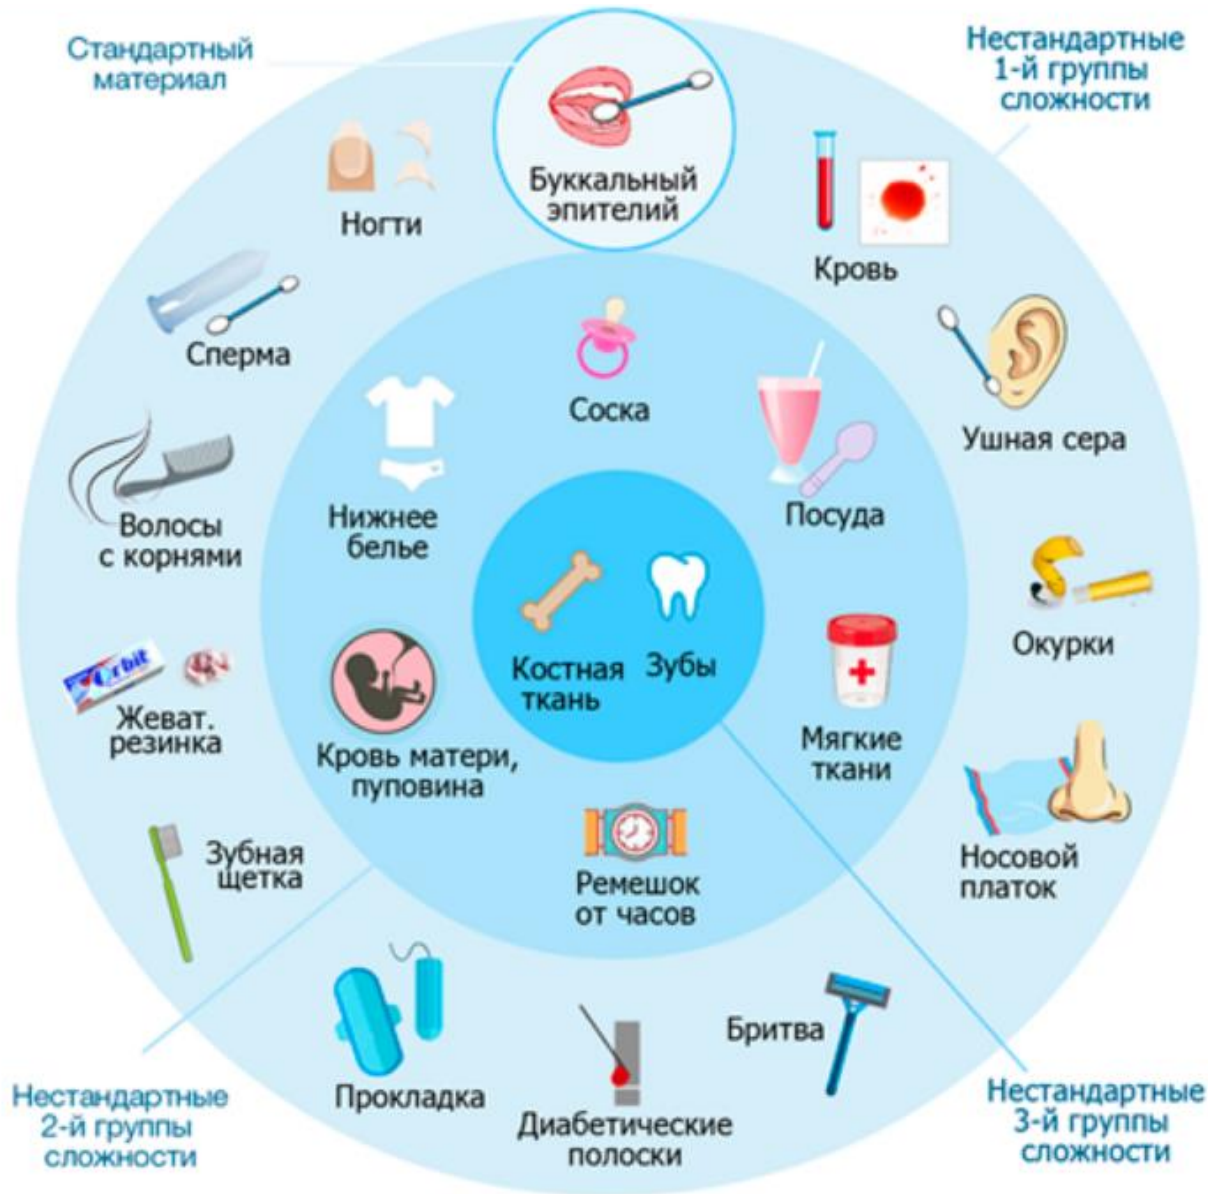 Стандартный
материал
Нестандартные
1-й группы
сложности
Буккальный
эпителий
Ногти
Кровь
Сперма
Соска
Ушная сера
Нижнее
белье
Посуда
Волосы
с корнями
Костная
ткань
Зубы
Окурки
Orbit
Жеват.
резинка
Кровь матери,
пуповина
Мягкие
ткани
Зубная
щетка
Ремешок
от часов
Носовой
платок
Прокладка
Диабетические
полоски
Бритва
Нестандартные
2-й группы
сложности
Нестандартные
3-й группы
сложности